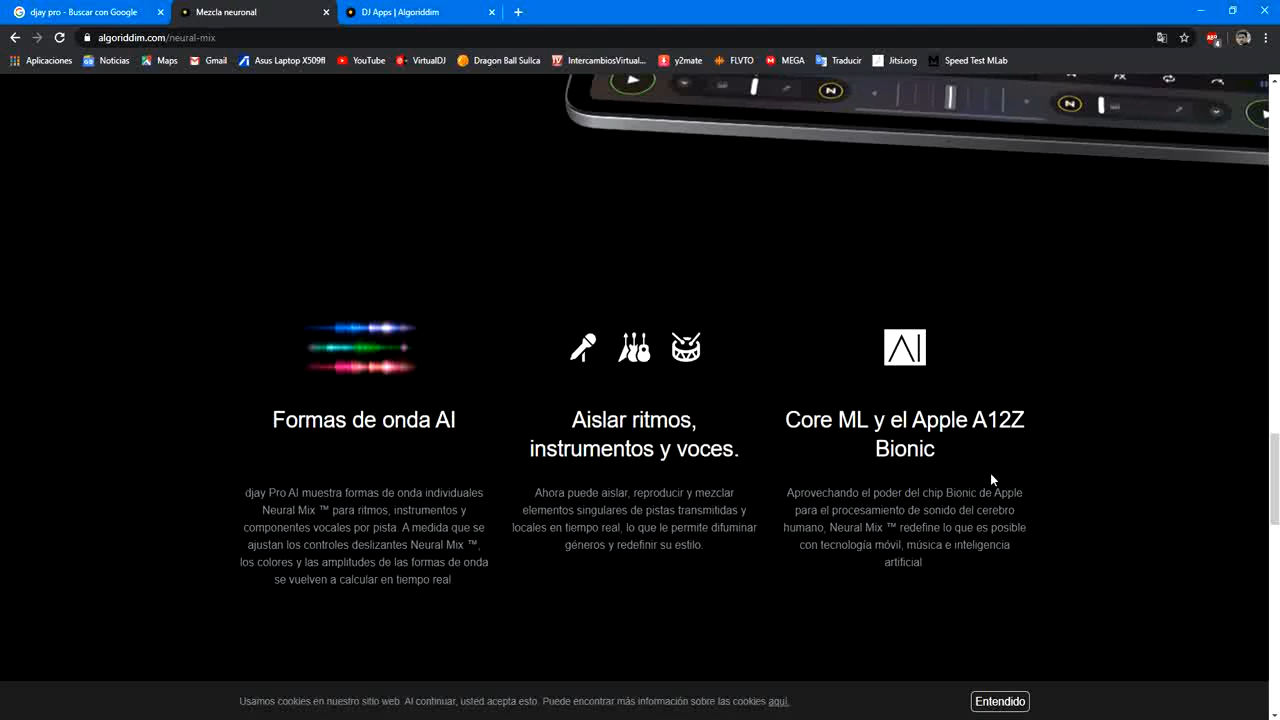 djay pro - Buscar con Google
Mezcla neuronal
DJ Apps | Algoriddim
algoriddim.com/neural-mix
Aplicaciones
Noticias
Maps
Gmail
Asus Laptop X509fl
YouTube
VirtualDJ
Dragon Ball Sullca
IntercambiosVirtual...
y2mate
FLVTO
MEGA
Traducir
Jitsi.org
Speed Test MLab
FX
N
N
AI
Formas de onda AI
djay Pro AI muestra formas de onda individuales
Neural Mix ™ para ritmos, instrumentos y
componentes vocales por pista. A medida que se
ajustan los controles deslizantes Neural Mix ™,
los colores y las amplitudes de las formas de onda
se vuelven a calcular en tiempo real
Aislar ritmos,
instrumentos y voces.
Ahora puede aislar, reproducir y mezclar
elementos singulares de pistas transmitidas y
locales en tiempo real, lo que le permite difuminar
géneros y redefinir su estilo.
Core ML y el Apple A12Z
Bionic
Aprovechando el poder del chip Bionic de Apple
para el procesamiento de sonido del cerebro
humano, Neural Mix ™ redefine lo que es posible
con tecnología móvil, música e inteligencia
artificial
Usamos cookies en nuestro sitio web. Al continuar, usted acepta esto. Puede encontrar más información sobre las cookies aquí.
Entendido